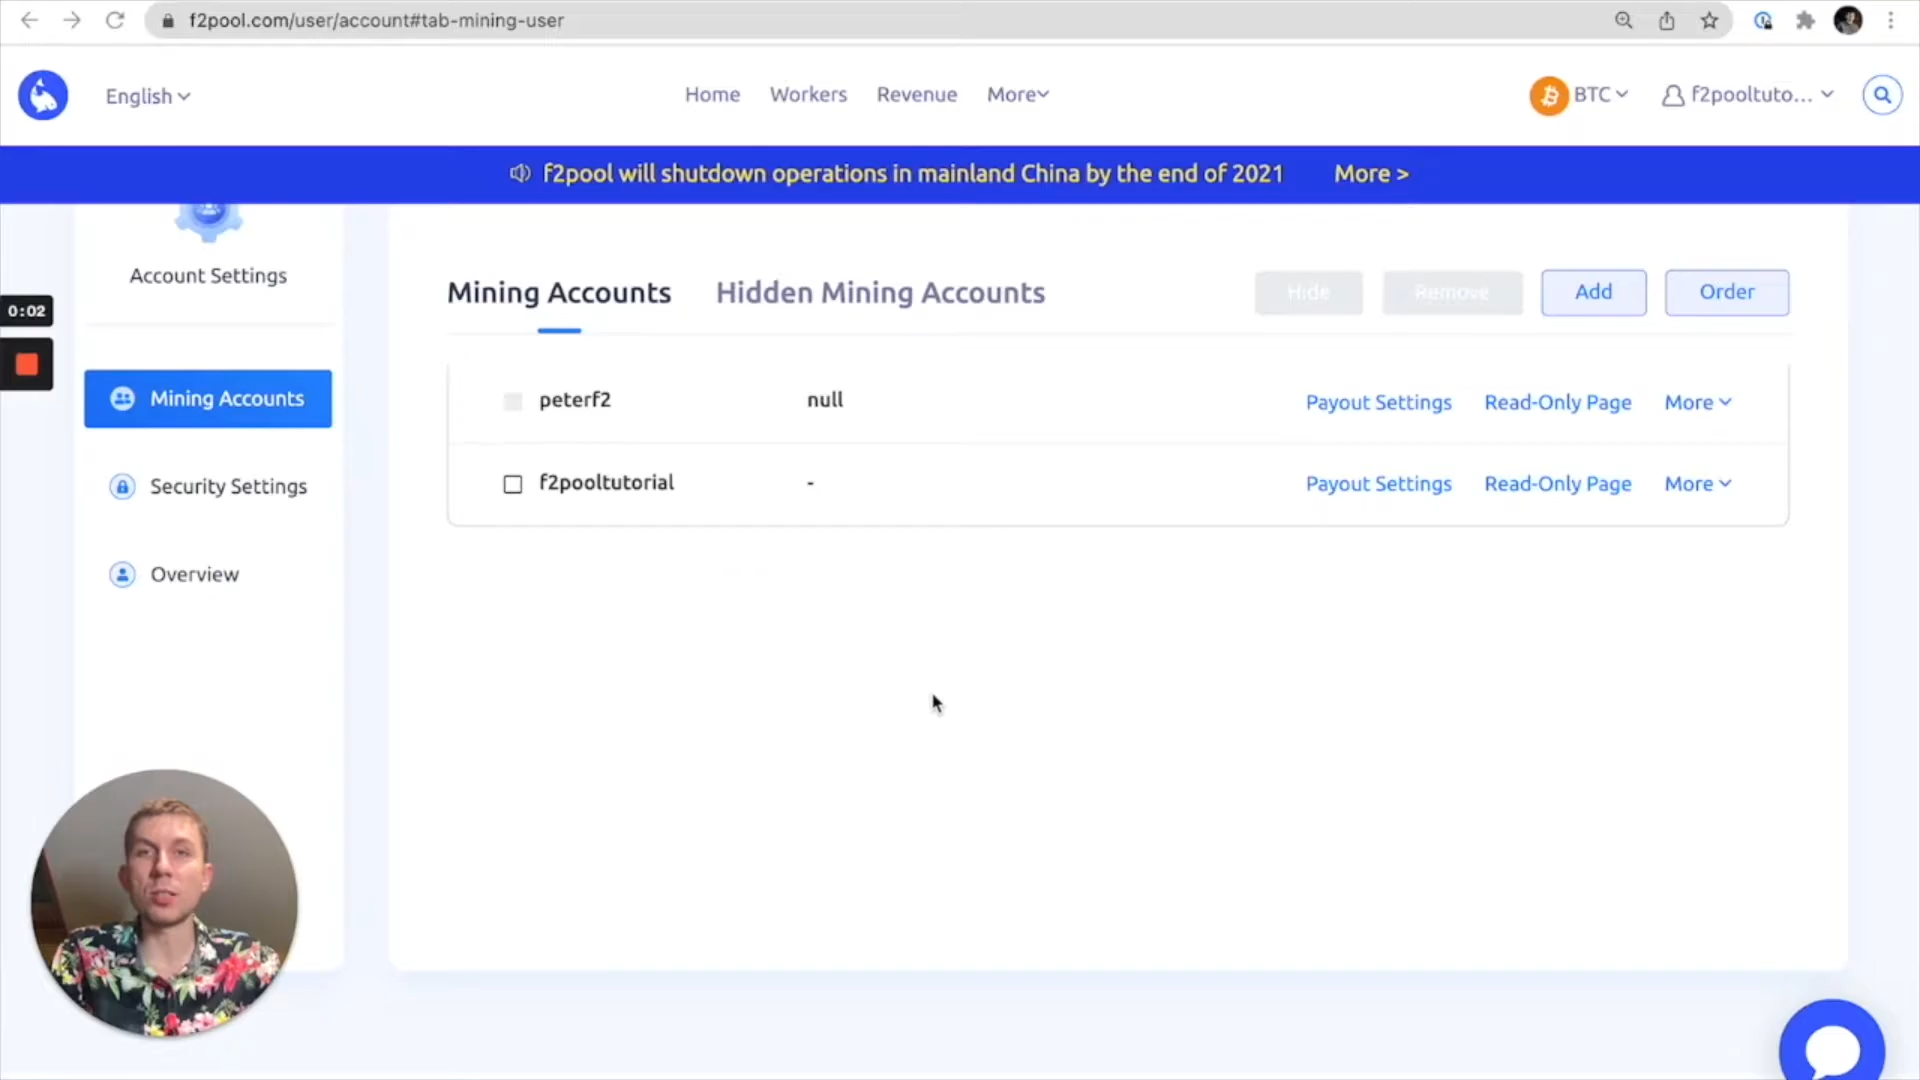 f2pool.com/user/account#tab-mining-user
English
Home
Workers
Revenue
More
BTC
f2pooltuto...
f2pool will shutdown operations in mainland China by the end of 2021
More >
Account Settings
0:02
Mining Accounts
Security Settings
Overview
Mining Accounts
Hidden Mining Accounts
Hide
Remove
Add
Order
peterf2
null
Payout Settings
Read-Only Page
More
f2pooltutorial
-
Payout Settings
Read-Only Page
More